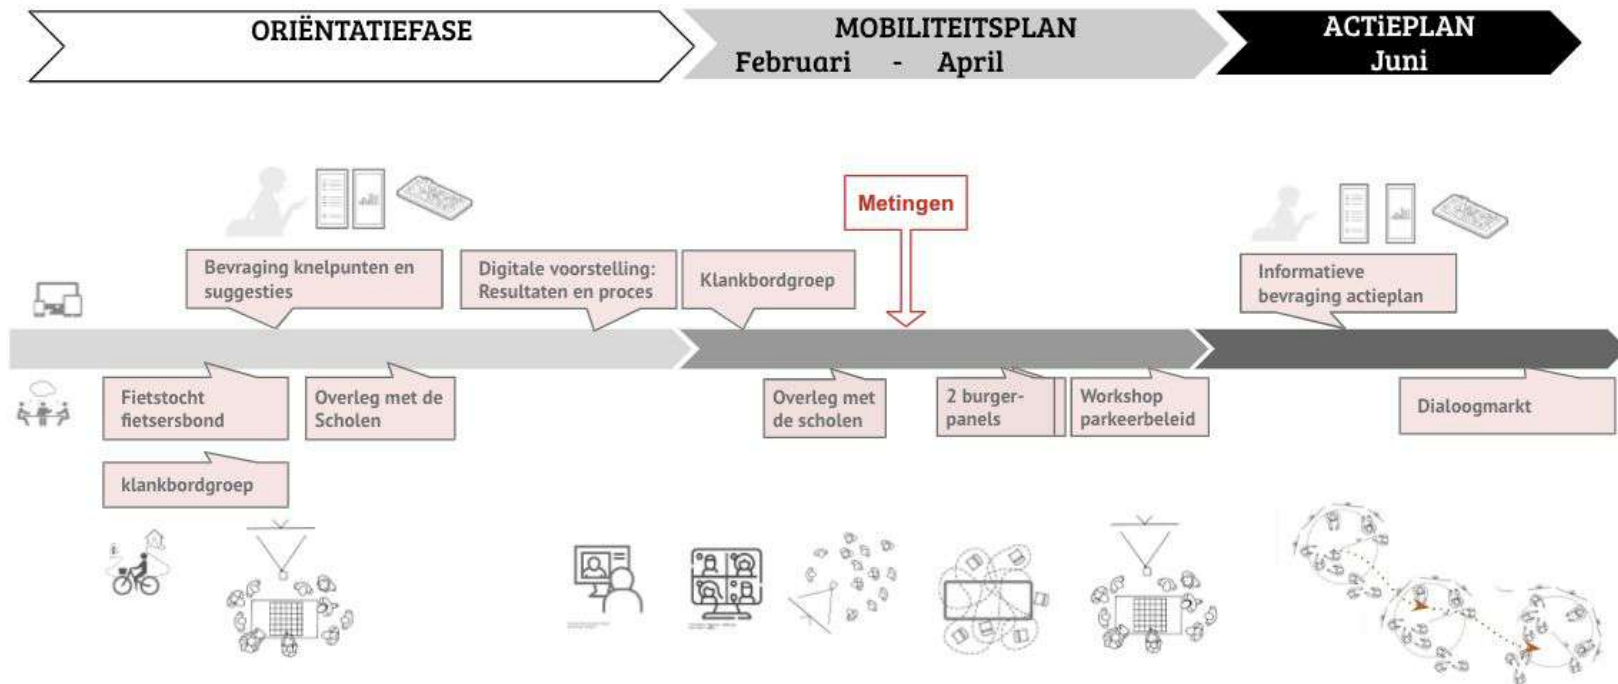 ORIËNTATIEFASE
MOBILITEITSPLAN
Februari - April
ACTiEPLAN
Juni
Metingen
Bevraging knelpunten en
suggesties
Digitale voorstelling:
Resultaten en proces
Klankbordgroep
Informatieve
bevraging actieplan
Fietstocht
fietsersbond
Overleg met de
Scholen
Overleg met
de scholen
2 burger-
panels
Workshop
parkeerbeleid
Dialoogmarkt
klankbordgroep